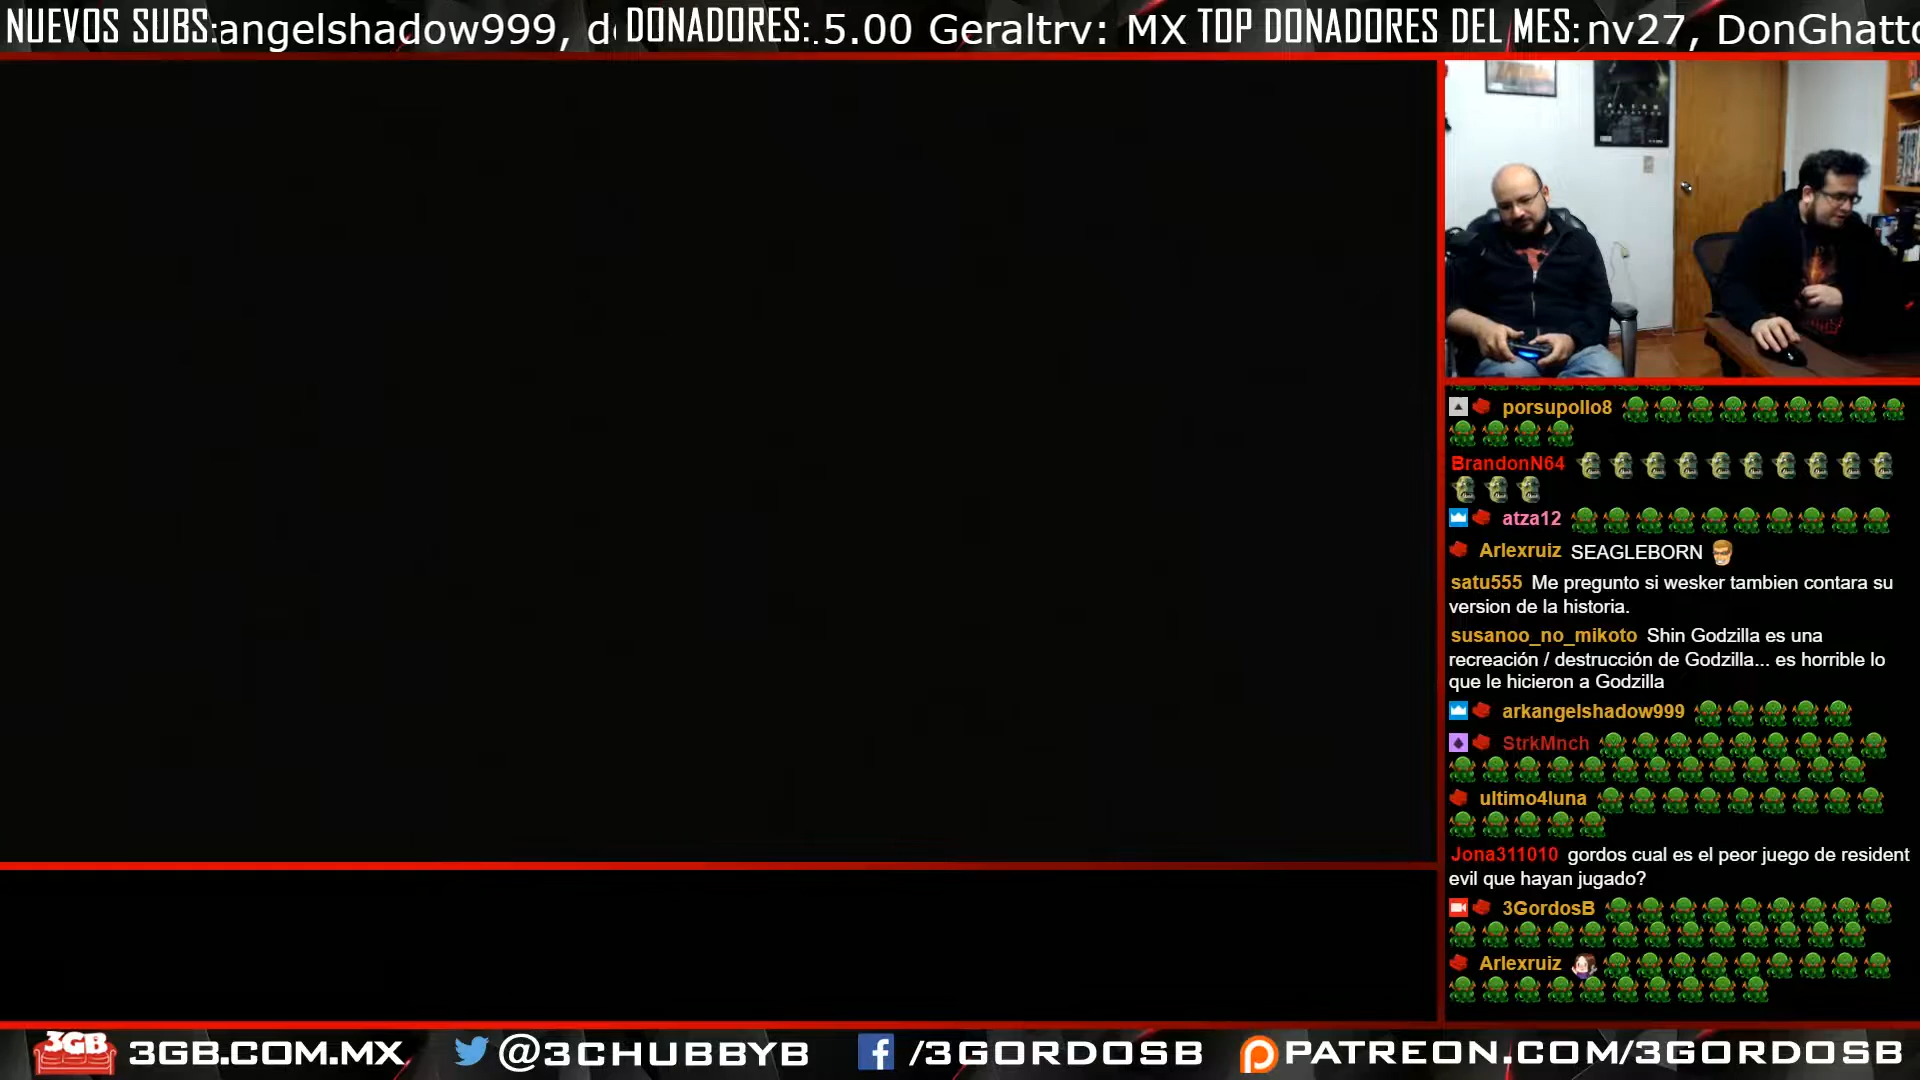 NUEVOS SUBS: angelshadow999, d
DONADORES: .5.00 Geraltrv: MX
TOP DONADORES DEL MES: nv27, DonGhatto
ALIEN
porsupollo8
BrandonN64
atza12
Arlexruiz SEAGLEBORN
satu555 Me pregunto si wesker tambien contara su
version de la historia.
susanoo_no_mikoto Shin Godzilla es una
recreación / destrucción de Godzilla... es horrible lo
que le hicieron a Godzilla
arkangelshadow999
StrkMnch
ultimo4luna
Jona311010 gordos cual es el peor juego de resident
evil que hayan jugado?
3GordosB
Arlexruiz
3GB 3GB.COM.MX @3CHUBBYB /3GORDOSB PATREON.COM/3GORDOSB